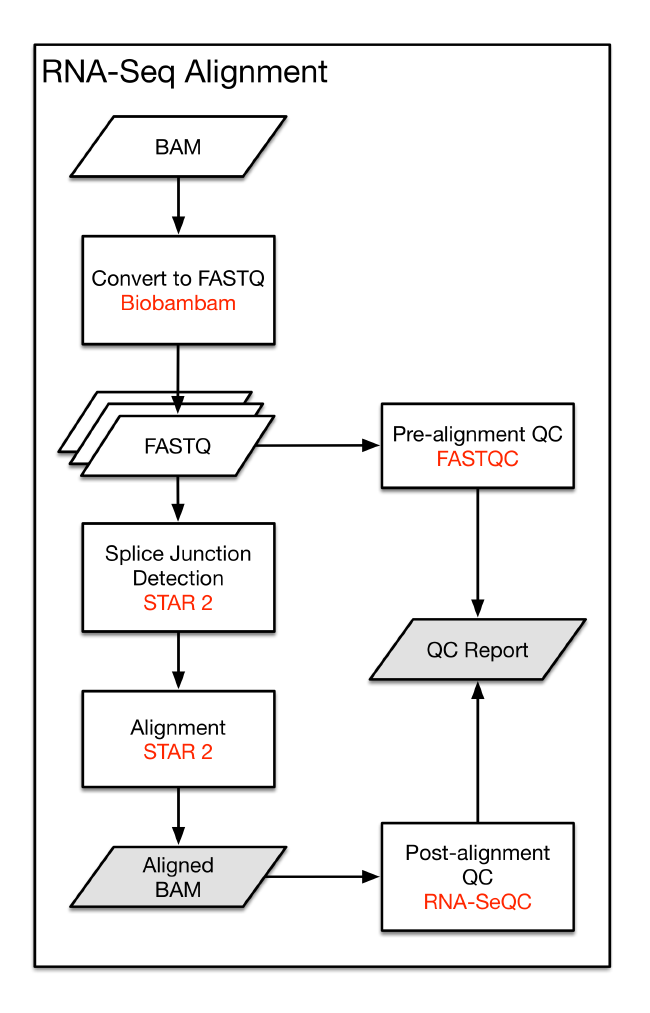 RNA-Seq Alignment
BAM
Convert to FASTQ
Biobambam
FASTQ
Pre-alignment QC
FASTQC
Splice Junction
Detection
STAR 2
QC Report
Alignment
STAR 2
Aligned
BAM
Post-alignment
QC
RNA-SeQC